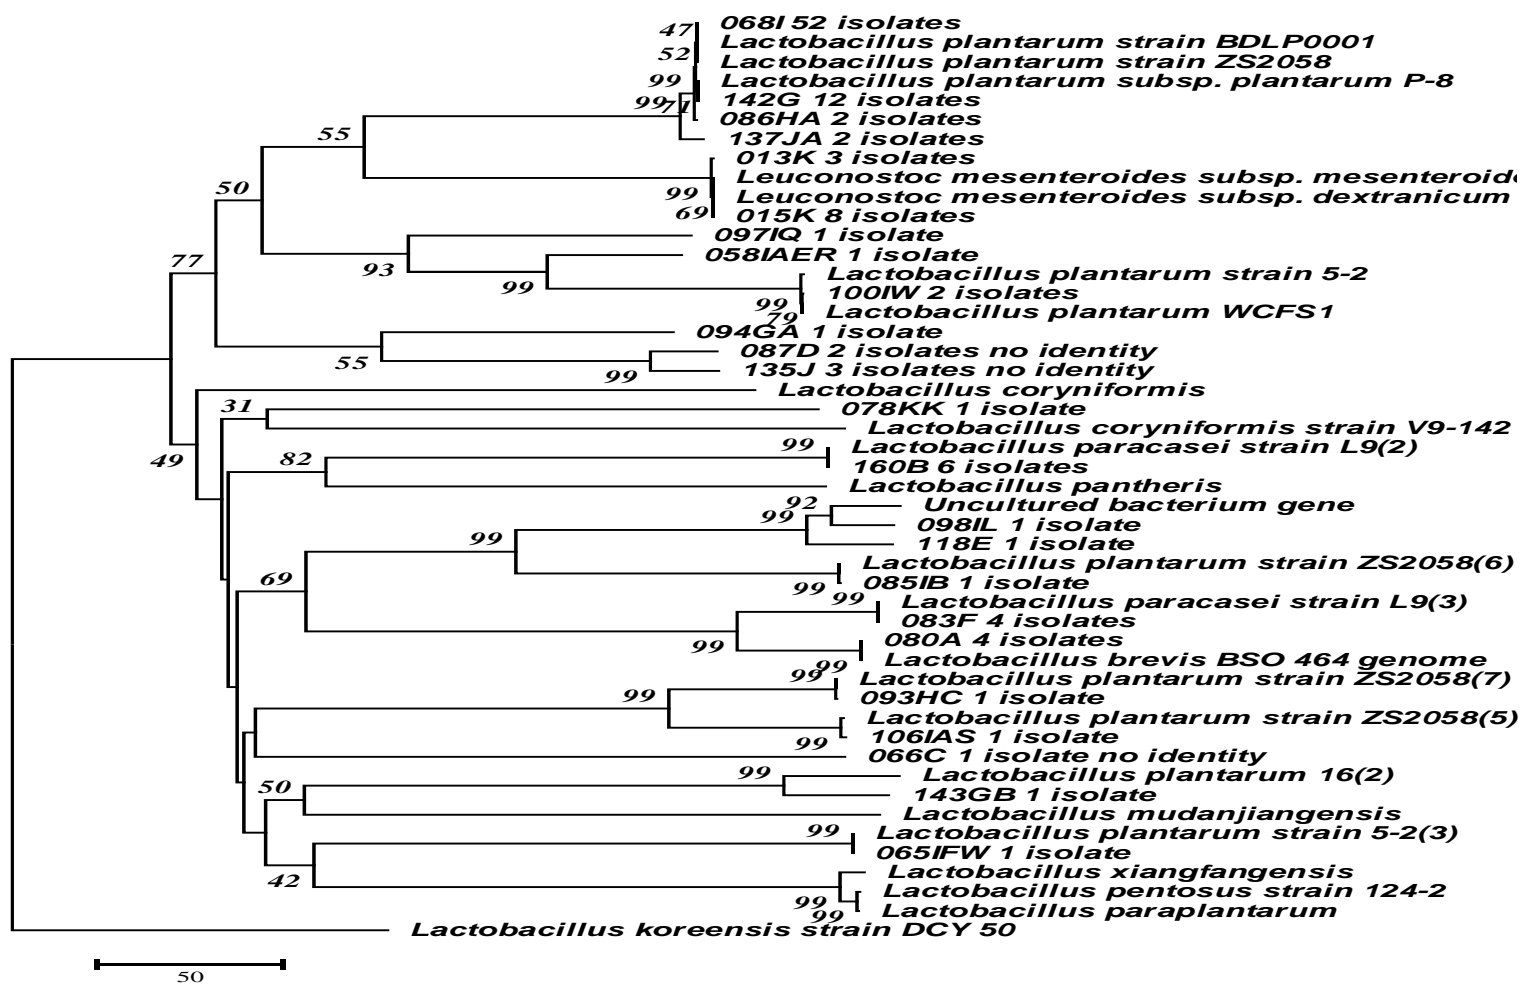 068I 52 isolates
Lactobacillus plantarum strain BDLP0001
Lactobacillus plantarum strain ZS2058
Lactobacillus plantarum subsp. plantarum P-8
142G 12 isolates
086HA 2 isolates
137JA 2 isolates
013K 3 isolates
Leuconostoc mesenteroides subsp. mesenteroide
Leuconostoc mesenteroides subsp. dextranicum
015K 8 isolates
097IQ 1 isolate
058IAER 1 isolate
Lactobacillus plantarum strain 5-2
100IW 2 isolates
Lactobacillus plantarum WCFS1
094GA 1 isolate
087D 2 isolates no identity
135J 3 isolates no identity
Lactobacillus coryniformis
078KK 1 isolate
Lactobacillus coryniformis strain V9-142
Lactobacillus paracasei strain L9(2)
160B 6 isolates
Lactobacillus pantheris
Uncultured bacterium gene
098IL 1 isolate
118E 1 isolate
Lactobacillus plantarum strain ZS2058(6)
085IB 1 isolate
Lactobacillus paracasei strain L9(3)
083F 4 isolates
080A 4 isolates
Lactobacillus brevis BSO 464 genome
Lactobacillus plantarum strain ZS2058(7)
093HC 1 isolate
Lactobacillus plantarum strain ZS2058(5)
106IAS 1 isolate
066C 1 isolate no identity
Lactobacillus plantarum 16(2)
143GB 1 isolate
Lactobacillus mudanjiangensis
Lactobacillus plantarum strain 5-2(3)
065IFW 1 isolate
Lactobacillus xiangfangensis
Lactobacillus pentosus strain 124-2
Lactobacillus paraplantarum
Lactobacillus koreensis strain DCY 50
47
52
99
99
71
55
99
69
50
93
99
99
79
77
55
99
31
49
99
82
92
99
99
99
69
99
99
99
99
99
99
99
50
99
42
99
99
50